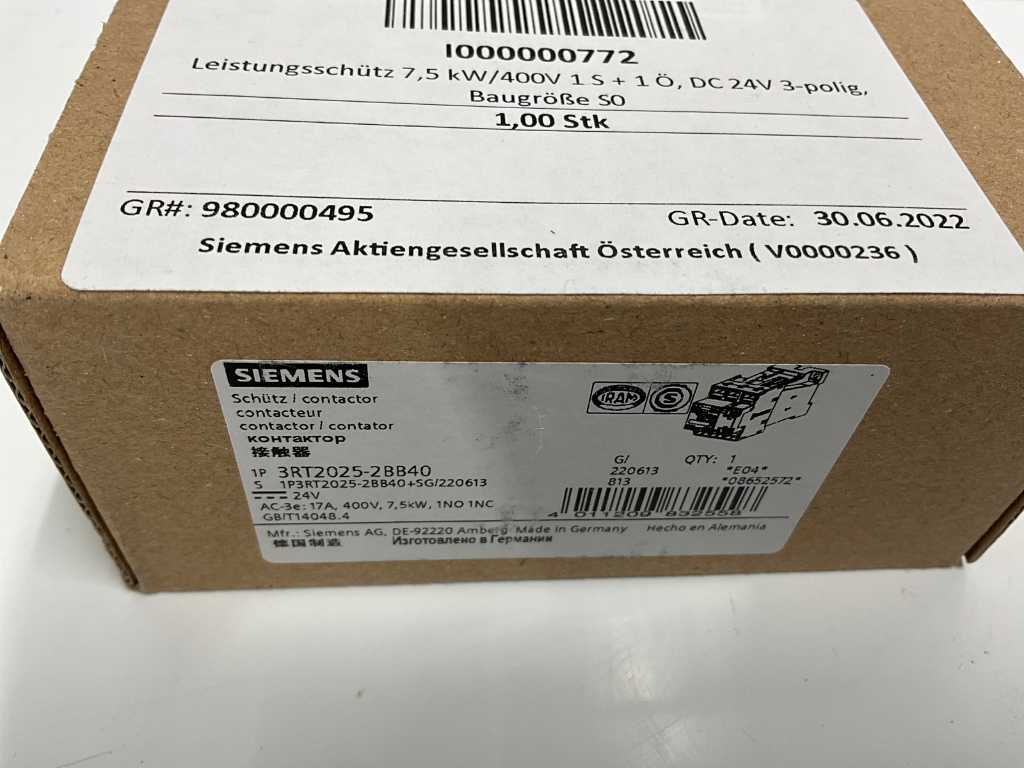 I000000772
Leistungsschütz 7,5 kW/400V 1 S + 1 Ö, DC 24V 3-polig,
Baugröße S0
1,00 Stk
GR#: 980000495 GR-Date: 30.06.2022
Siemens Aktiengesellschaft Österreich ( V0000236 )
SIEMENS
Schütz / contactor
contacteur
contactor / contator
контактор
接触器
IRAM S
1P 3RT2025-2BB40
S 1P3RT2025-2BB40+SG/220613
24V
AC-3e: 17A, 400V, 7,5kW, 1NO 1NC
GB/T14048.4
G/ QTY: 1
220613 *E04*
813 *08652572*
Mfr.: Siemens AG, DE-92220 Amberg Made in Germany Hecho en Alemania
德国制造 Изготовлено в Германии